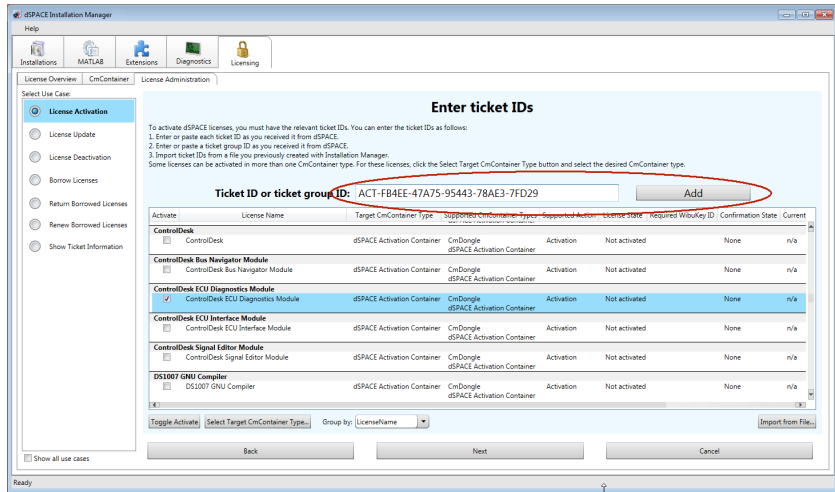 dSPACE Installation Manager
Help
Installations MATLAB Extensions Diagnostics Licensing
License Overview CmContainer License Administration
Select Use Case:
License Activation
License Update
License Deactivation
Borrow Licenses
Return Borrowed Licenses
Renew Borrowed Licenses
Show Ticket Information
Show all use cases
Enter ticket IDs
To activate dSPACE licenses, you must have the relevant ticket IDs. You can enter the ticket IDs as follows:
1. Enter or paste each ticket ID as you received it from dSPACE.
2. Enter or paste a ticket group ID as you received it from dSPACE.
3. Import ticket IDs from a file you previously created with Installation Manager.
Some licenses can be activated in more than one CmContainer type. For these licenses, click the Select Target CmContainer Type button and select the desired CmContainer type.
Ticket ID or ticket group ID: ACT-FB4EE-47A75-95443-78AE3-7FD29 Add
Activate License Name Target CmContainer Type Supported CmContainer Types Supported Action License State Required WibuKey ID Confirmation State Current
ControlDesk
ControlDesk dSPACE Activation Container CmDongle Activation Not activated None n/a
dSPACE Activation Container
ControlDesk Bus Navigator Module
ControlDesk Bus Navigator Module dSPACE Activation Container CmDongle Activation Not activated None n/a
dSPACE Activation Container
ControlDesk ECU Diagnostics Module
ControlDesk ECU Diagnostics Module dSPACE Activation Container CmDongle Activation Not activated None n/a
dSPACE Activation Container
ControlDesk ECU Interface Module
ControlDesk ECU Interface Module dSPACE Activation Container CmDongle Activation Not activated None n/a
dSPACE Activation Container
ControlDesk Signal Editor Module
ControlDesk Signal Editor Module dSPACE Activation Container CmDongle Activation Not activated None n/a
dSPACE Activation Container
DS1007 GNU Compiler
DS1007 GNU Compiler dSPACE Activation Container CmDongle Activation Not activated None n/a
dSPACE Activation Container
Toggle Activate Select Target CmContainer Type... Group by: LicenseName Import from File...
Back Next Cancel
Ready